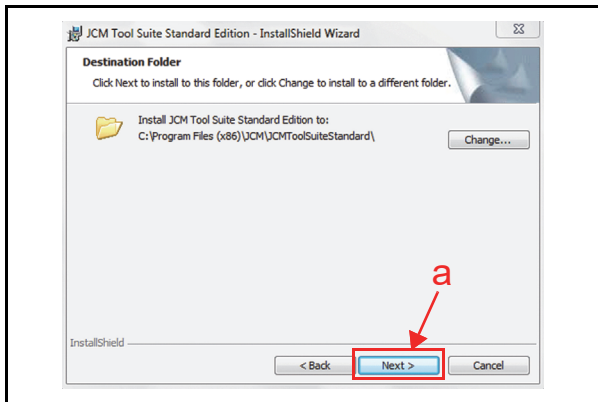 JCM Tool Suite Standard Edition - InstallShield Wizard
Destination Folder
Click Next to install to this folder, or click Change to install to a different folder.
Install JCM Tool Suite Standard Edition to:
C:\Program Files (x86)\JCM\JCMToolSuiteStandard\
Change...
a
InstallShield
< Back Next > Cancel